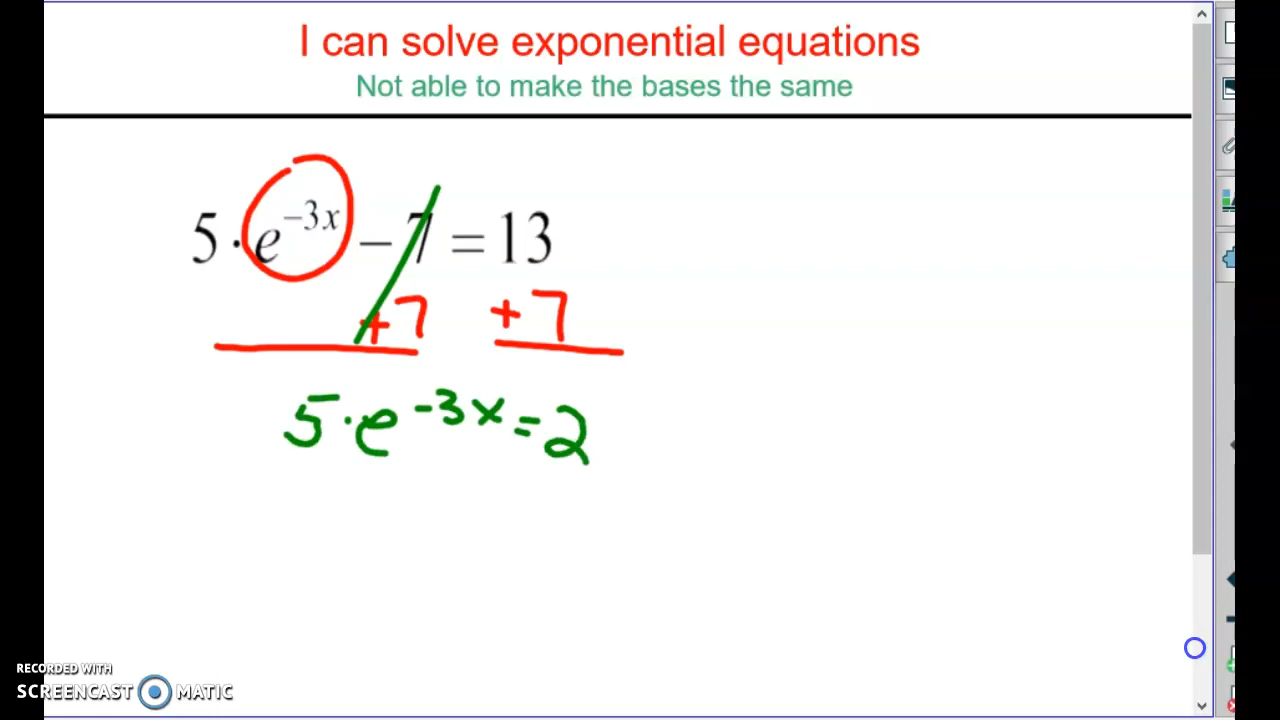 I can solve exponential equations
Not able to make the bases the same
5 · e^{-3x} – 7 = 13
+7 +7
5 · e^{-3x} = 2
RECORDED WITH
SCREENCAST MATIC